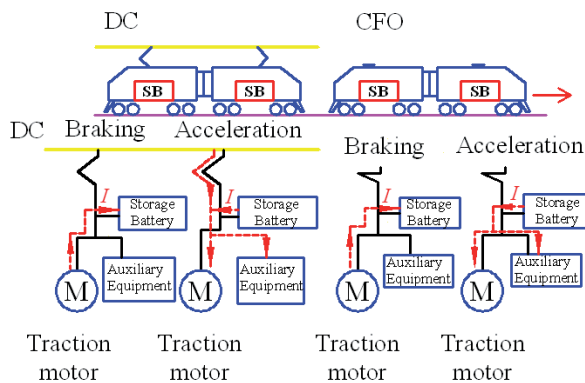 DC
CFO
SB
SB
SB
SB
DC
Braking
Acceleration
Braking
Acceleration
I
Storage
Battery
I
Storage
Battery
I
Storage
Battery
I
Storage
Battery
Auxiliary
Equipment
Auxiliary
Equipment
Auxiliary
Equipment
Auxiliary
Equipment
M
M
M
M
Traction
motor
Traction
motor
Traction
motor
Traction
motor